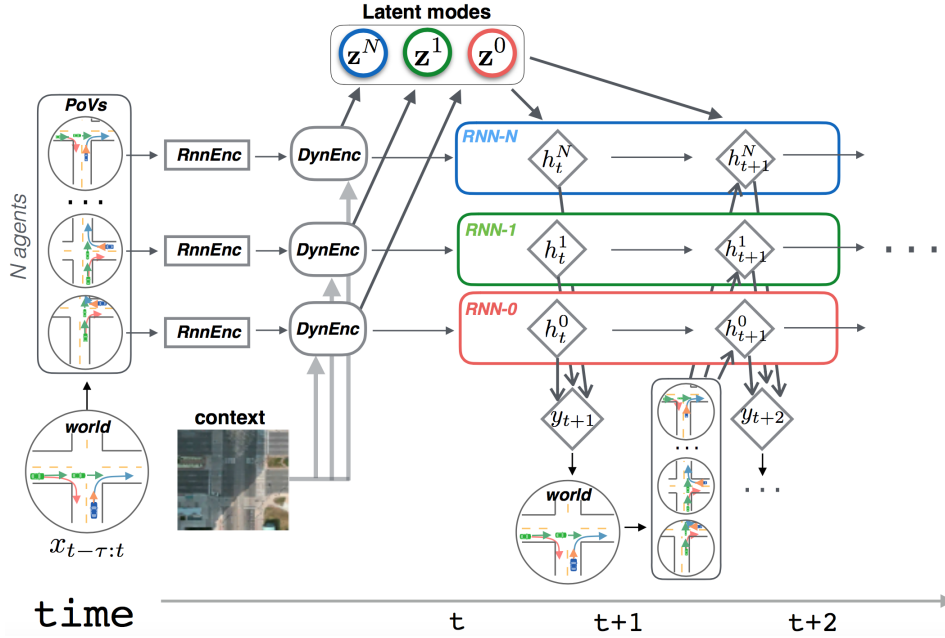 Latent modes
z^N z^1 z^0
PoVs
N agents
...
RnnEnc
DynEnc
RnnEnc
DynEnc
RnnEnc
DynEnc
RNN-N
h_t^N
h_{t+1}^N
RNN-1
h_t^1
h_{t+1}^1
....
RNN-0
h_t^0
h_{t+1}^0
world
x_{t-τ:t}
context
y_{t+1}
y_{t+2}
...
...
world
time
t
t+1
t+2